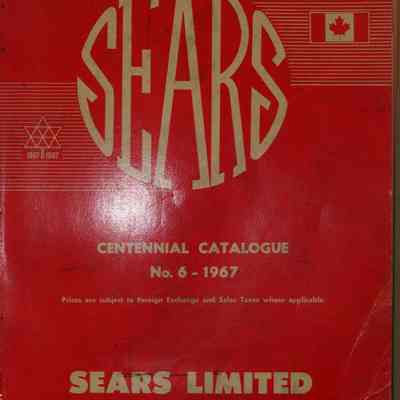 SEARS
1867 1967
CENTENNIAL CATALOGUE
No. 6 - 1967
Prices are subject to Foreign Exchange and Sales Taxes where applicable.
SEARS LIMITED